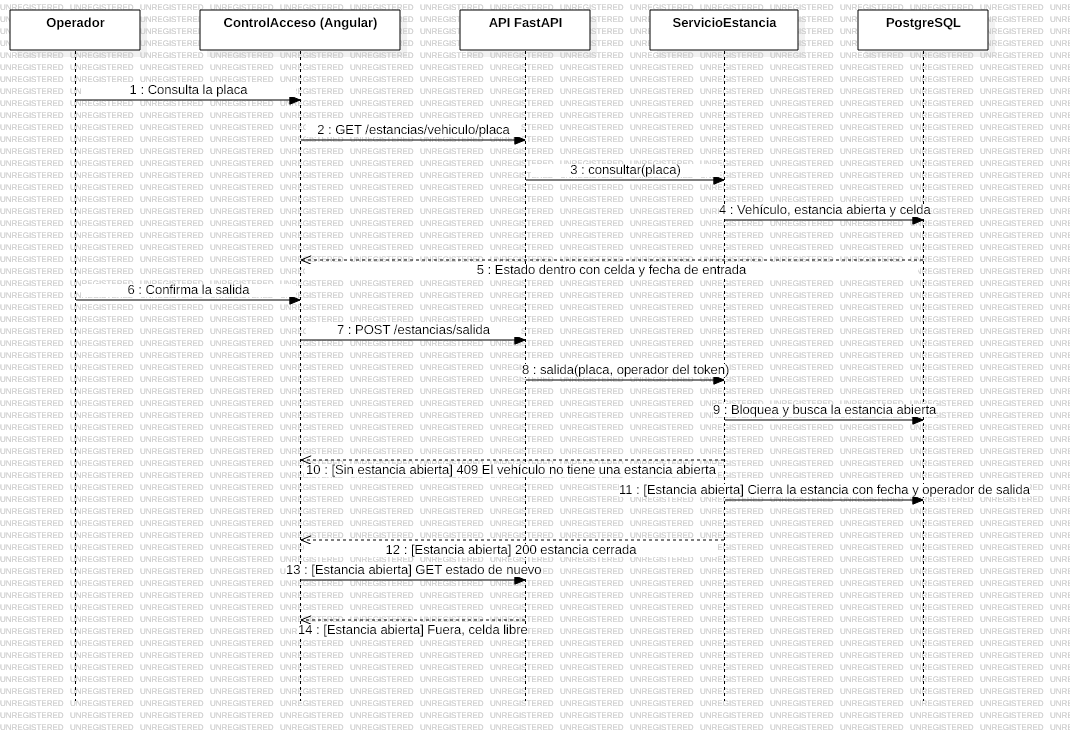 Operador
ControlAcceso (Angular)
API FastAPI
ServicioEstancia
PostgreSQL
1 : Consulta la placa
2 : GET /estancias/vehiculo/placa
3 : consultar(placa)
4 : Vehículo, estancia abierta y celda
5 : Estado dentro con celda y fecha de entrada
6 : Confirma la salida
7 : POST /estancias/salida
8 : salida(placa, operador del token)
9 : Bloquea y busca la estancia abierta
10 : [Sin estancia abierta] 409 El vehículo no tiene una estancia abierta
11 : [Estancia abierta] Cierra la estancia con fecha y operador de salida
12 : [Estancia abierta] 200 estancia cerrada
13 : [Estancia abierta] GET estado de nuevo
14 : [Estancia abierta] Fuera, celda libre
UNREGISTERED